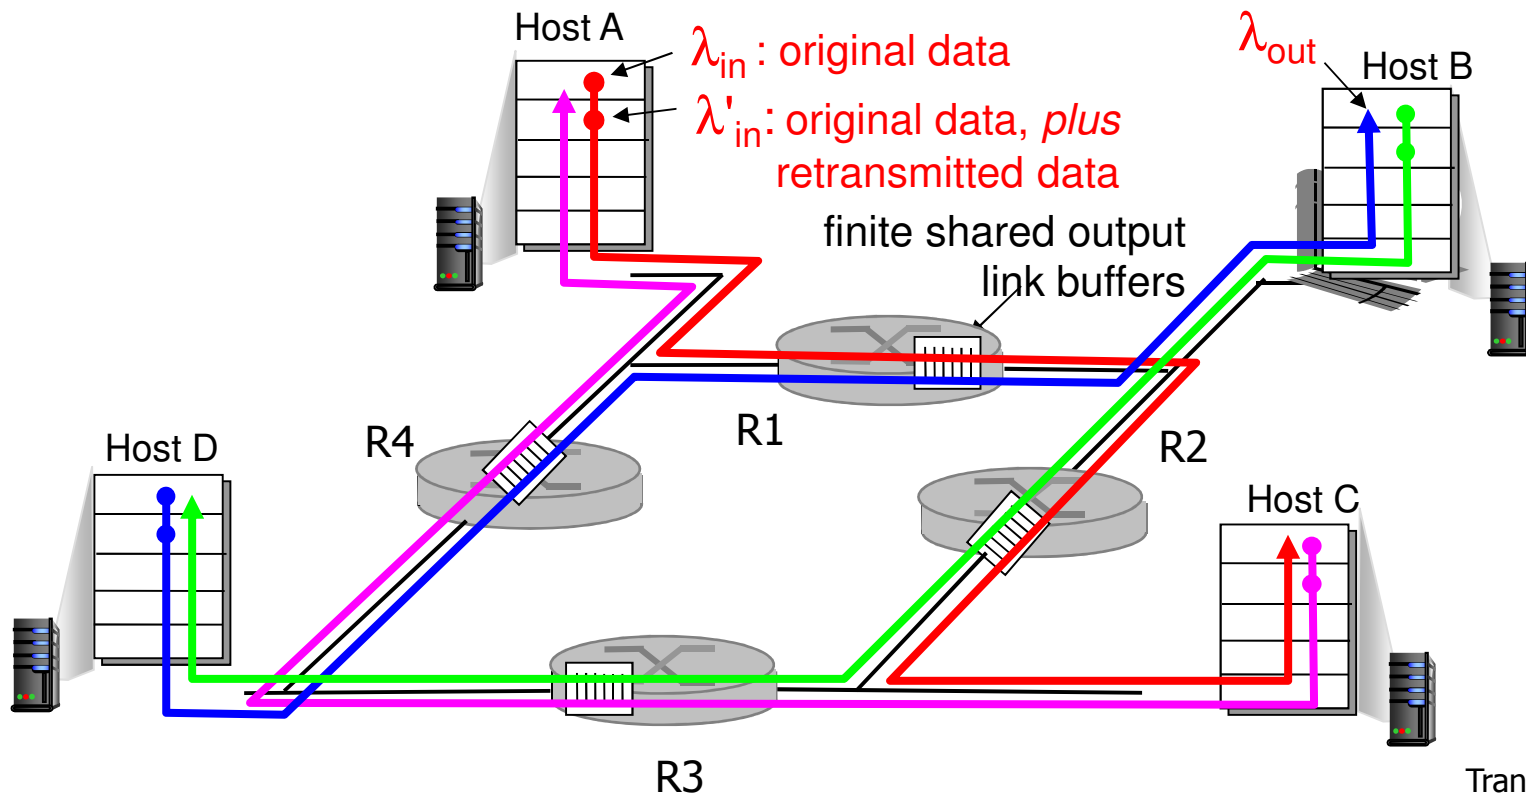 Host A
λin : original data
λ'in: original data, plus
retransmitted data
λout
Host B
finite shared output
link buffers
R1
R2
R4
Host D
Host C
R3
Tran